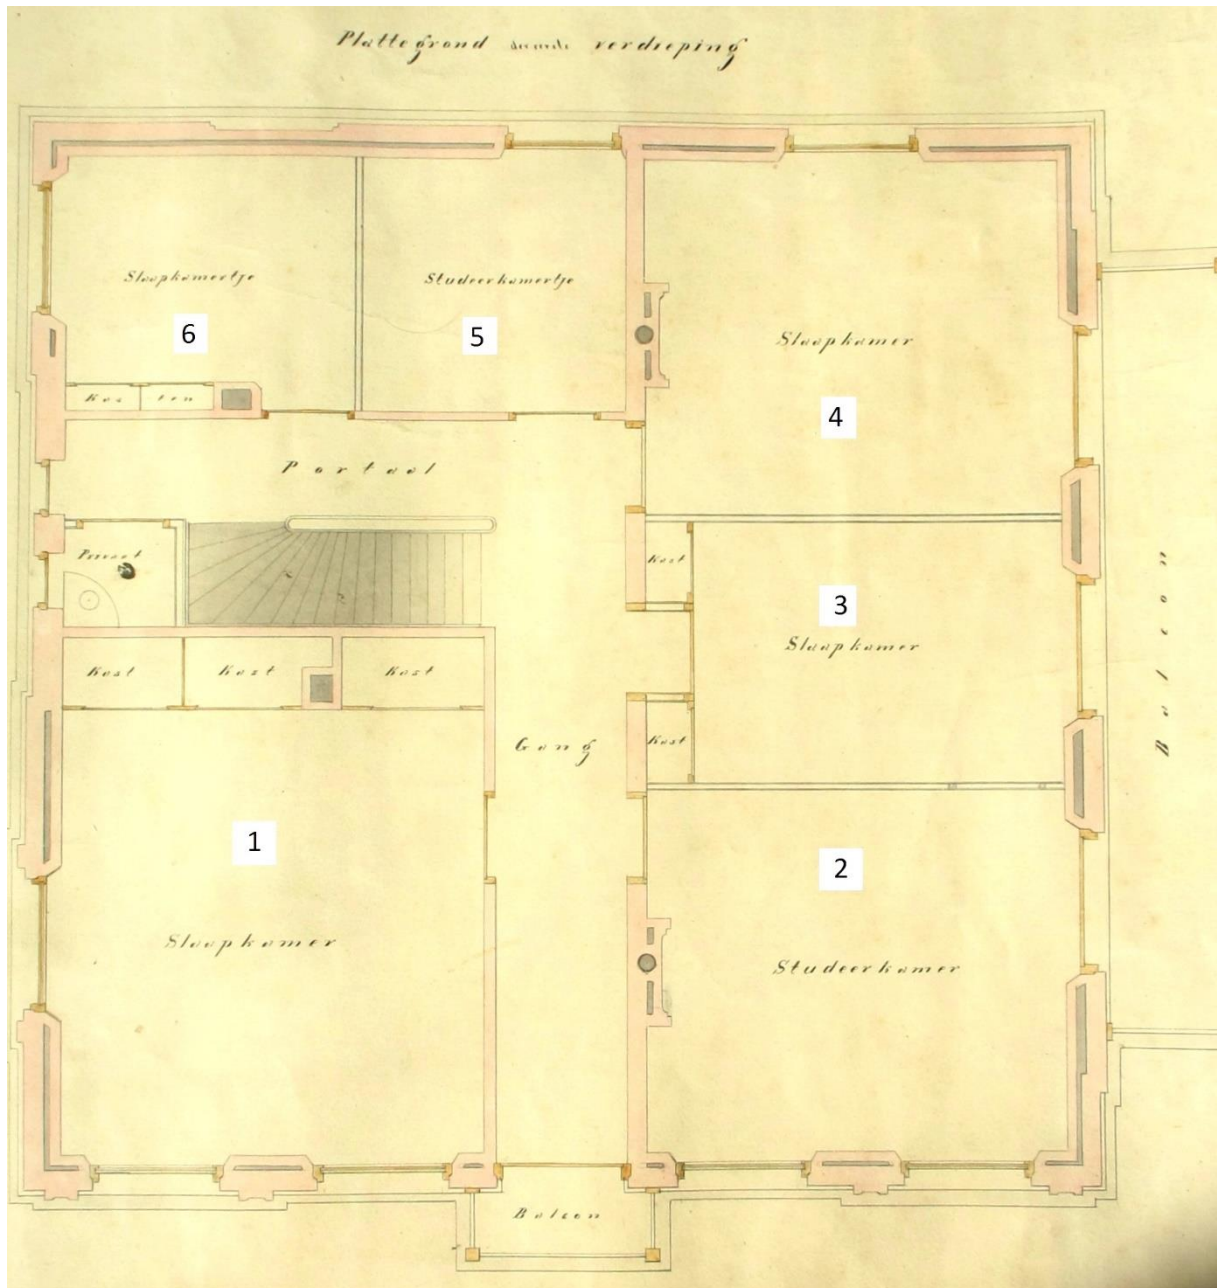 Plattegrond tweede verdieping
Slaapkamertje
Studeerkamertje
6
5
Slaapkamer
4
Kas ten
Portaal
Privaat
Kast
3
Slaapkamer
Balcon
Kast
Kast
Kast
Kast
Gang
1
2
Slaapkamer
Studeerkamer
Balcon